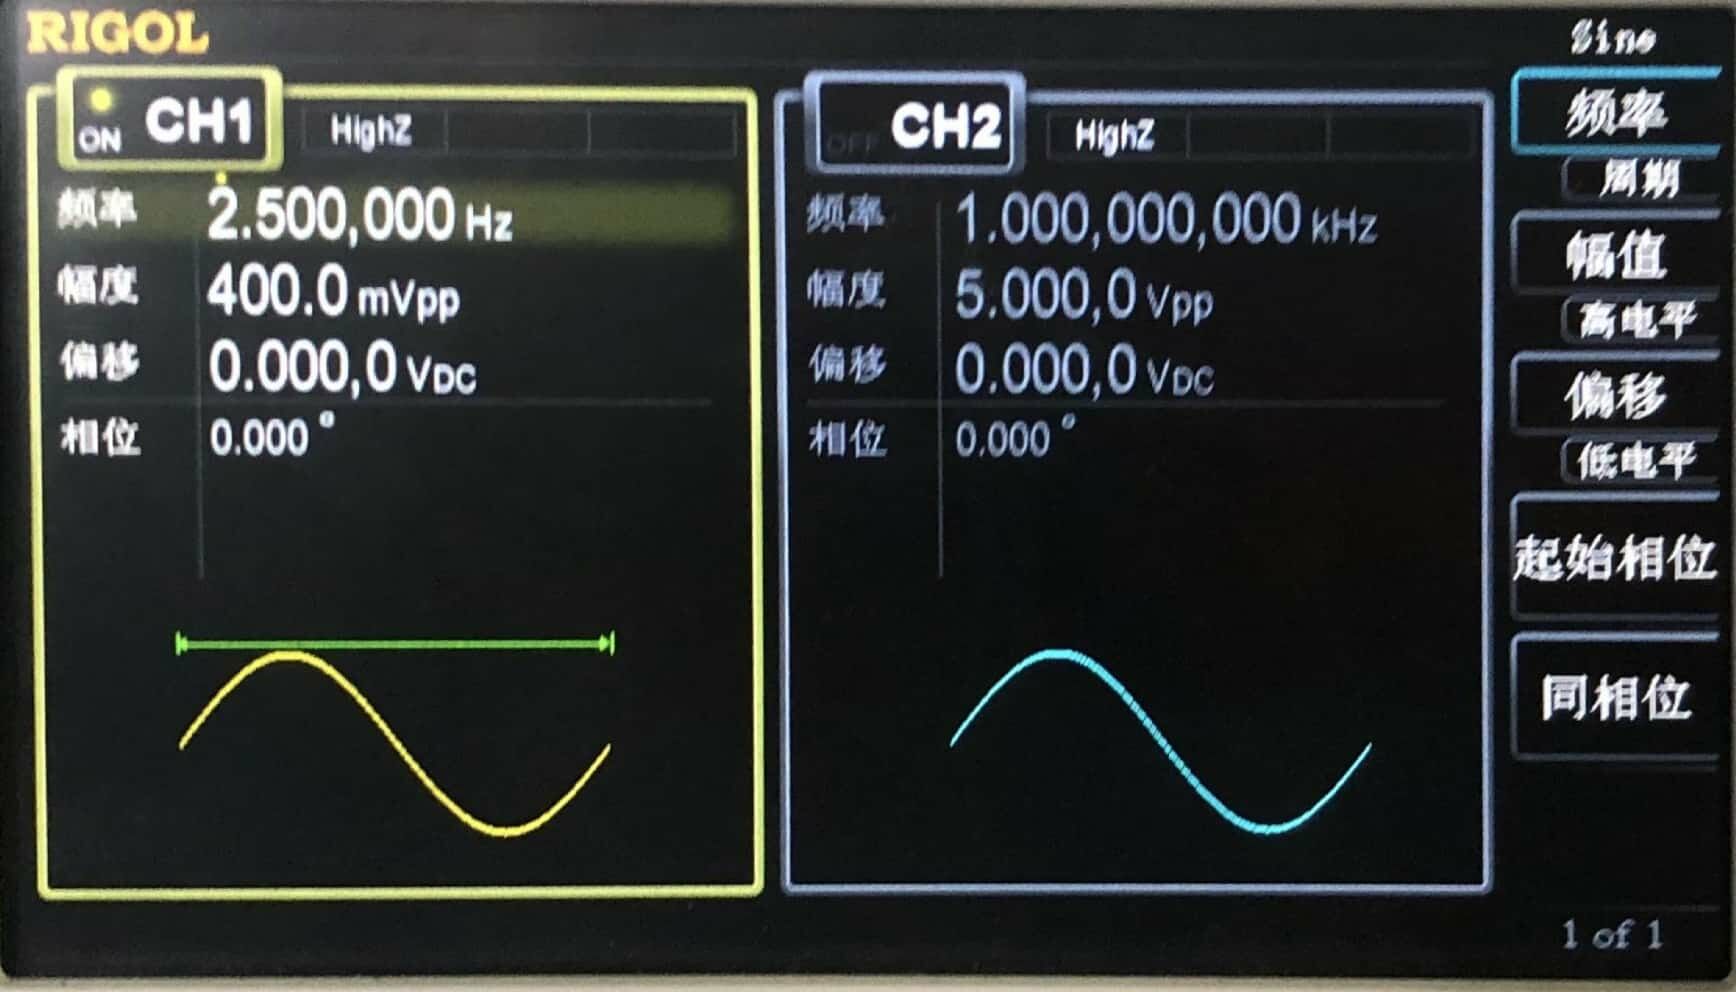 RIGOL
Sine
ON CH1 HighZ
OFF CH2 HighZ
频率 2.500,000 Hz
幅度 400.0 mVpp
偏移 0.000,0 VDC
相位 0.000 °
频率 1.000,000,000 kHz
幅度 5.000,0 Vpp
偏移 0.000,0 VDC
相位 0.000 °
频率
周期
幅值
高电平
偏移
低电平
起始相位
同相位
1 of 1